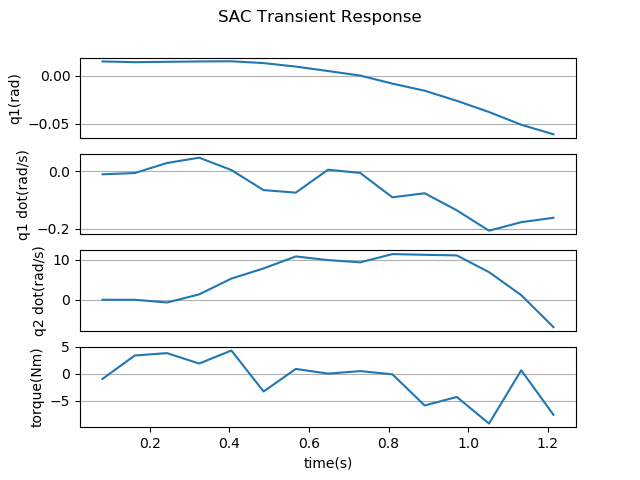 SAC Transient Response
q1(rad)
0.00
−0.05
q1 dot(rad/s)
0.0
−0.2
q2 dot(rad/s)
10
0
torque(Nm)
5
0
−5
0.2 0.4 0.6 0.8 1.0 1.2
time(s)